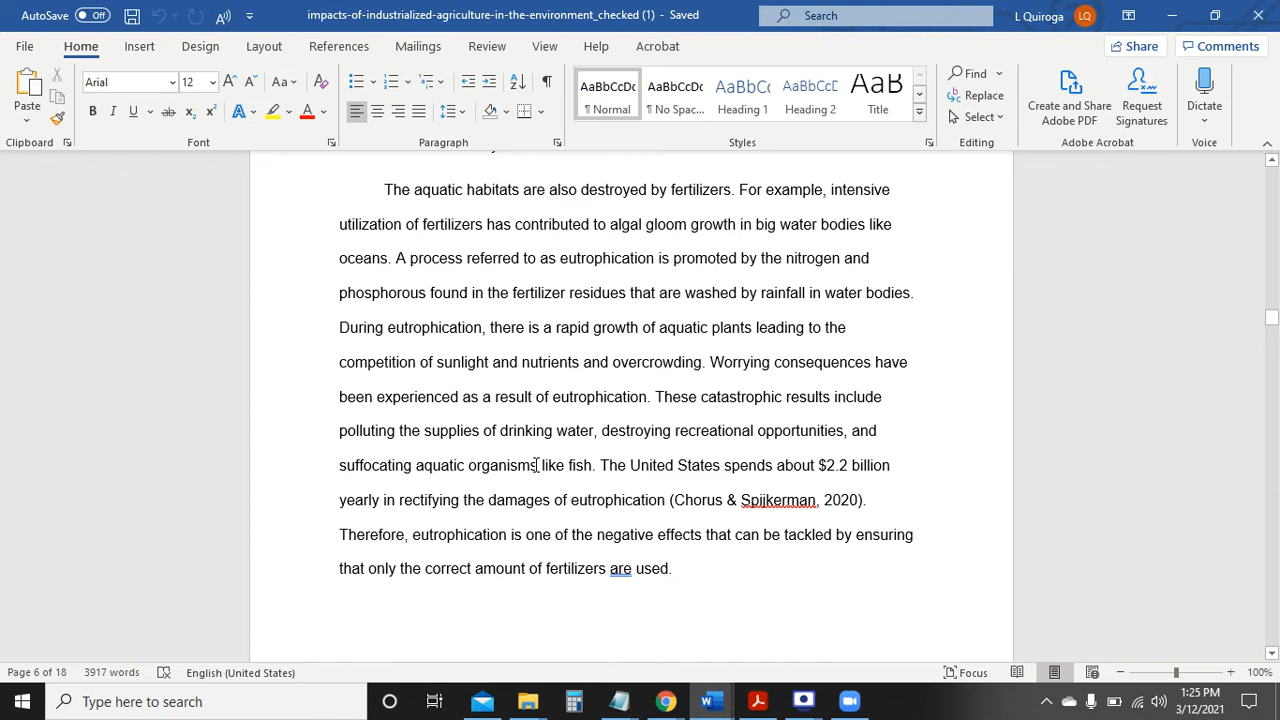 AutoSave Off impacts-of-industrialized-agriculture-in-the-environment_checked (1) - Saved Search L Quiroga LQ
File Home Insert Design Layout References Mailings Review View Help Acrobat Share Comments
Paste
Arial 12
Aa
B I U ab x x A A
AaBbCcDc AaBbCcDc AaBbCc AaBbCcD AaB
¶ Normal ¶ No Spac... Heading 1 Heading 2 Title
Find
Replace
Select
Create and Share Adobe PDF
Request Signatures
Dictate
Clipboard Font Paragraph Styles Editing Adobe Acrobat Voice
The aquatic habitats are also destroyed by fertilizers. For example, intensive
utilization of fertilizers has contributed to algal gloom growth in big water bodies like
oceans. A process referred to as eutrophication is promoted by the nitrogen and
phosphorous found in the fertilizer residues that are washed by rainfall in water bodies.
During eutrophication, there is a rapid growth of aquatic plants leading to the
competition of sunlight and nutrients and overcrowding. Worrying consequences have
been experienced as a result of eutrophication. These catastrophic results include
polluting the supplies of drinking water, destroying recreational opportunities, and
suffocating aquatic organisms like fish. The United States spends about $2.2 billion
yearly in rectifying the damages of eutrophication (Chorus & Spijkerman, 2020).
Therefore, eutrophication is one of the negative effects that can be tackled by ensuring
that only the correct amount of fertilizers are used.
Page 6 of 18 3917 words English (United States) Focus 100%
Type here to search
1:25 PM
3/12/2021